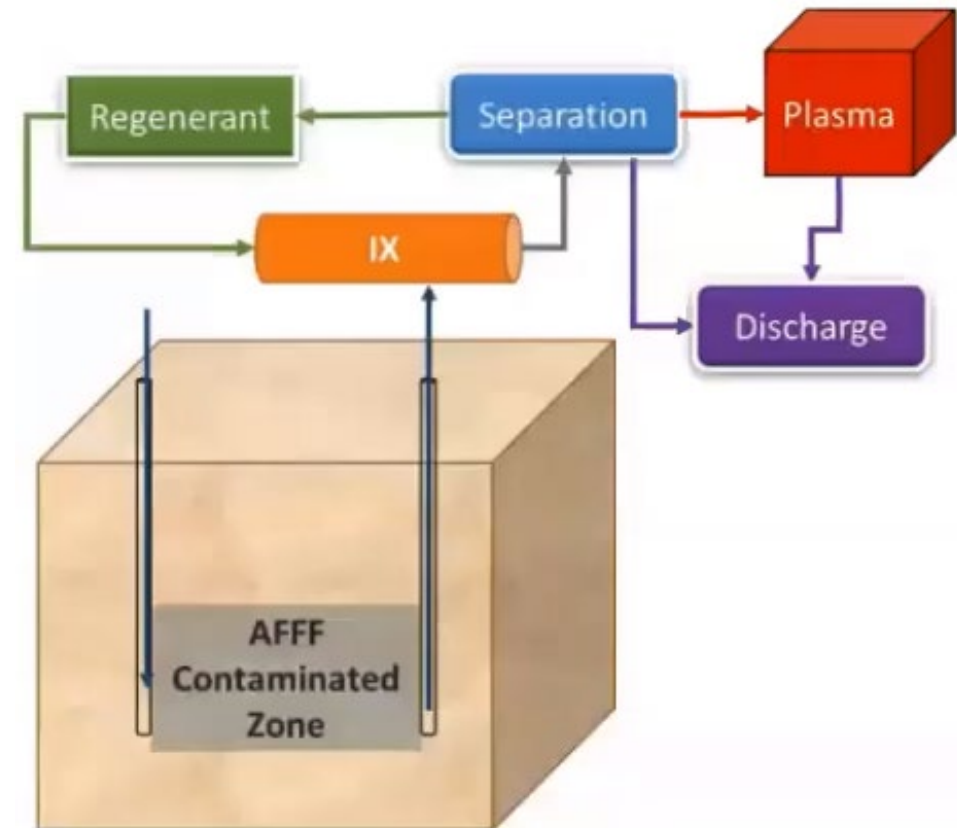 Regenerant
Separation
Plasma
IX
Discharge
AFFF
Contaminated
Zone